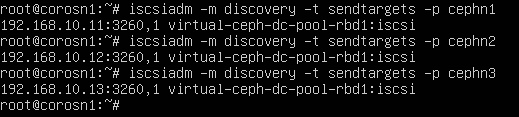 root@corosn1:~# iscsiadm -m discovery -t sendtargets -p cephn1
192.168.10.11:3260,1 virtual-ceph-dc-pool-rbd1:iscsi
root@corosn1:~# iscsiadm -m discovery -t sendtargets -p cephn2
192.168.10.12:3260,1 virtual-ceph-dc-pool-rbd1:iscsi
root@corosn1:~# iscsiadm -m discovery -t sendtargets -p cephn3
192.168.10.13:3260,1 virtual-ceph-dc-pool-rbd1:iscsi
root@corosn1:~#